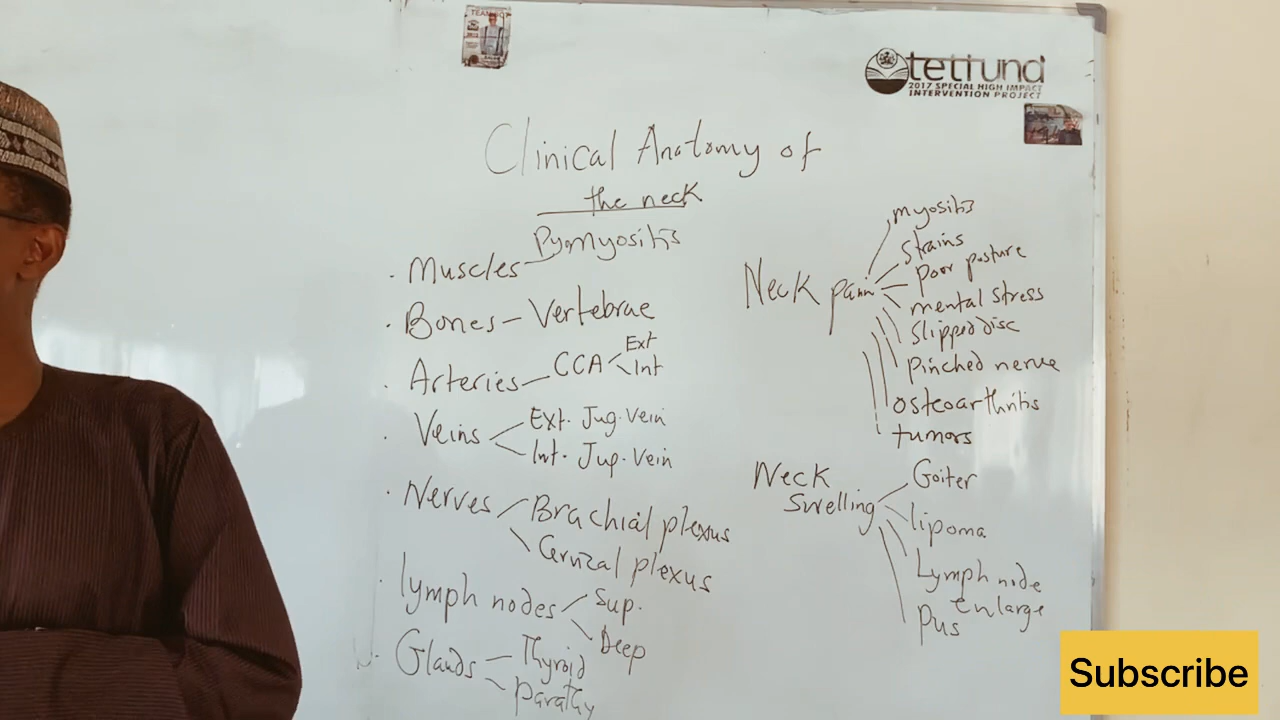 tetfund
2017 SPECIAL HIGH IMPACT
INTERVENTION PROJECT
Clinical Anatomy of
the neck
Pyomyositis
. Muscles
. Bones - Vertebrae
. Arteries - CCA
Ext
Int
. Veins
Ext. Jug. Vein
Int. Jup. Vein
. Nerves
Brachial plexus
Cervical plexus
. lymph nodes
Sup.
Deep
. Glands
Thyroid
Neck pain
myositis
Strains
poor posture
mental stress
Slipped disc
Pinched nerve
osteoarthritis
tumors
Neck
Swelling
Goiter
lipoma
Lymph node
enlarge
Pus
Subscribe